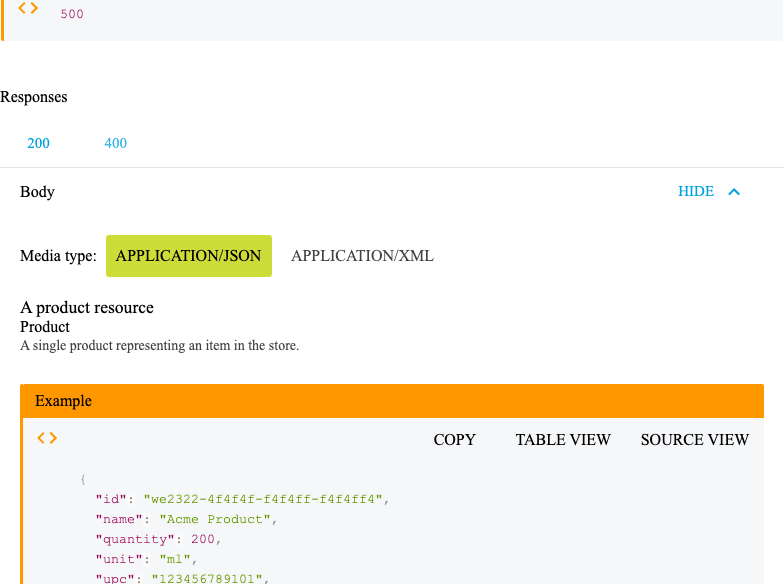 500
Responses
200 400
Body HIDE
Media type: APPLICATION/JSON APPLICATION/XML
A product resource
Product
A single product representing an item in the store.
Example
COPY TABLE VIEW SOURCE VIEW
{
"id": "we2322-4f4f4f-f4f4ff-f4f4ff4",
"name": "Acme Product",
"quantity": 200,
"unit": "ml",
"upc": "123456789101",